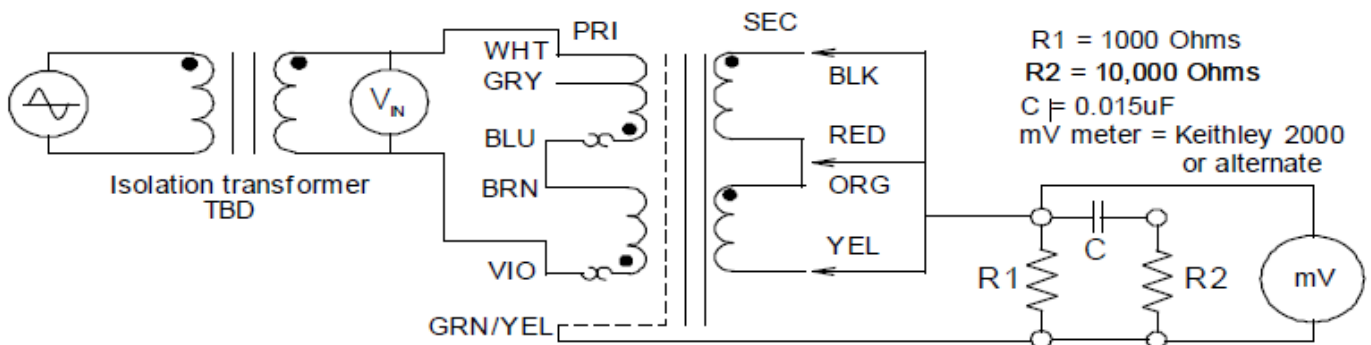 PRI
SEC
WHT
GRY
BLU
BRN
VIO
GRN/YEL
V IN
Isolation transformer
TBD
BLK
RED
ORG
YEL
R1 = 1000 Ohms
R2 = 10,000 Ohms
C = 0.015uF
mV meter = Keithley 2000
or alternate
C
R1
R2
mV